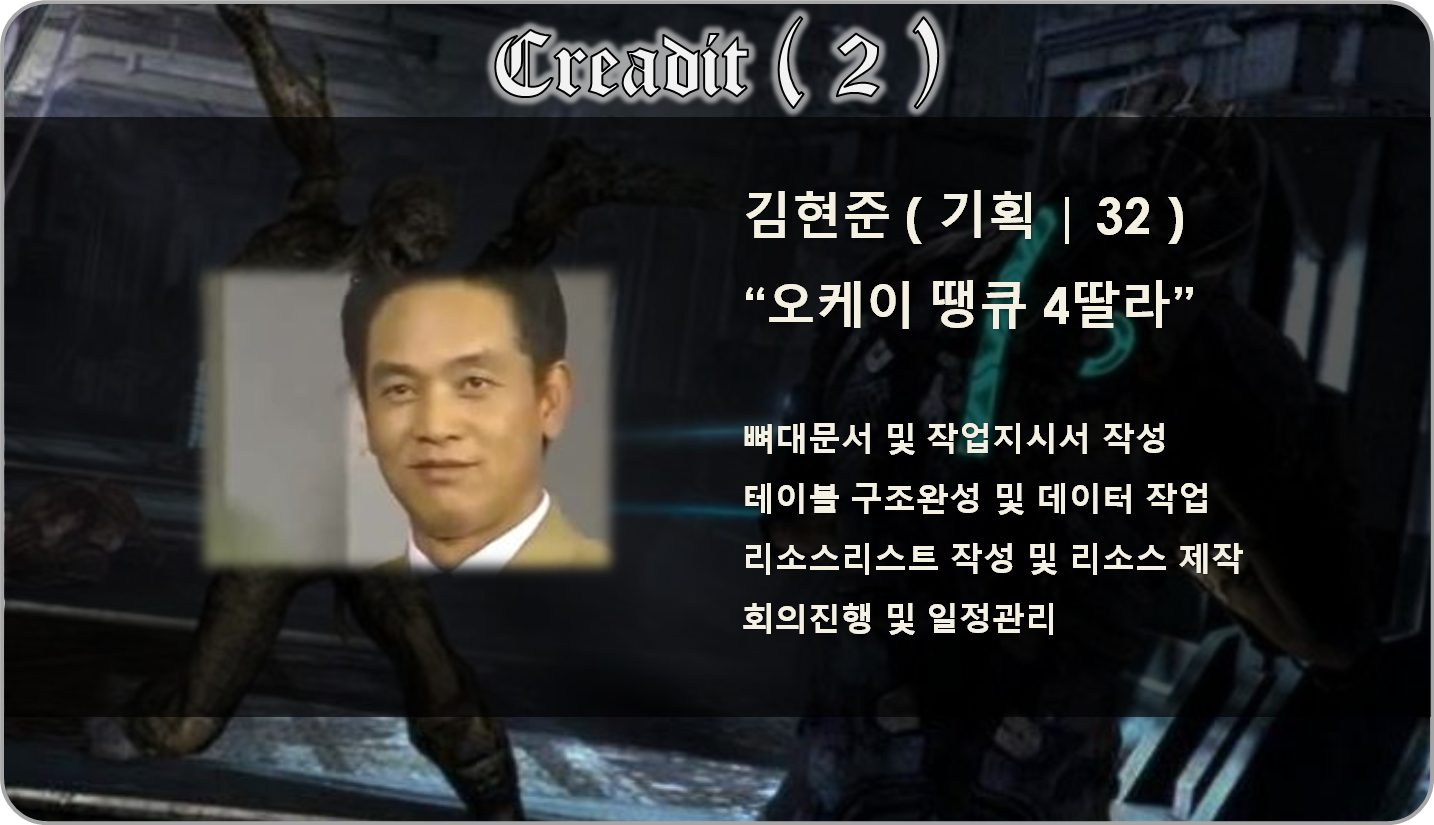 Creadit ( 2 )
김현준 ( 기획 | 32 )
“오케이 땡큐 4딸라”
뼈대문서 및 작업지시서 작성
테이블 구조완성 및 데이터 작업
리소스리스트 작성 및 리소스 제작
회의진행 및 일정관리